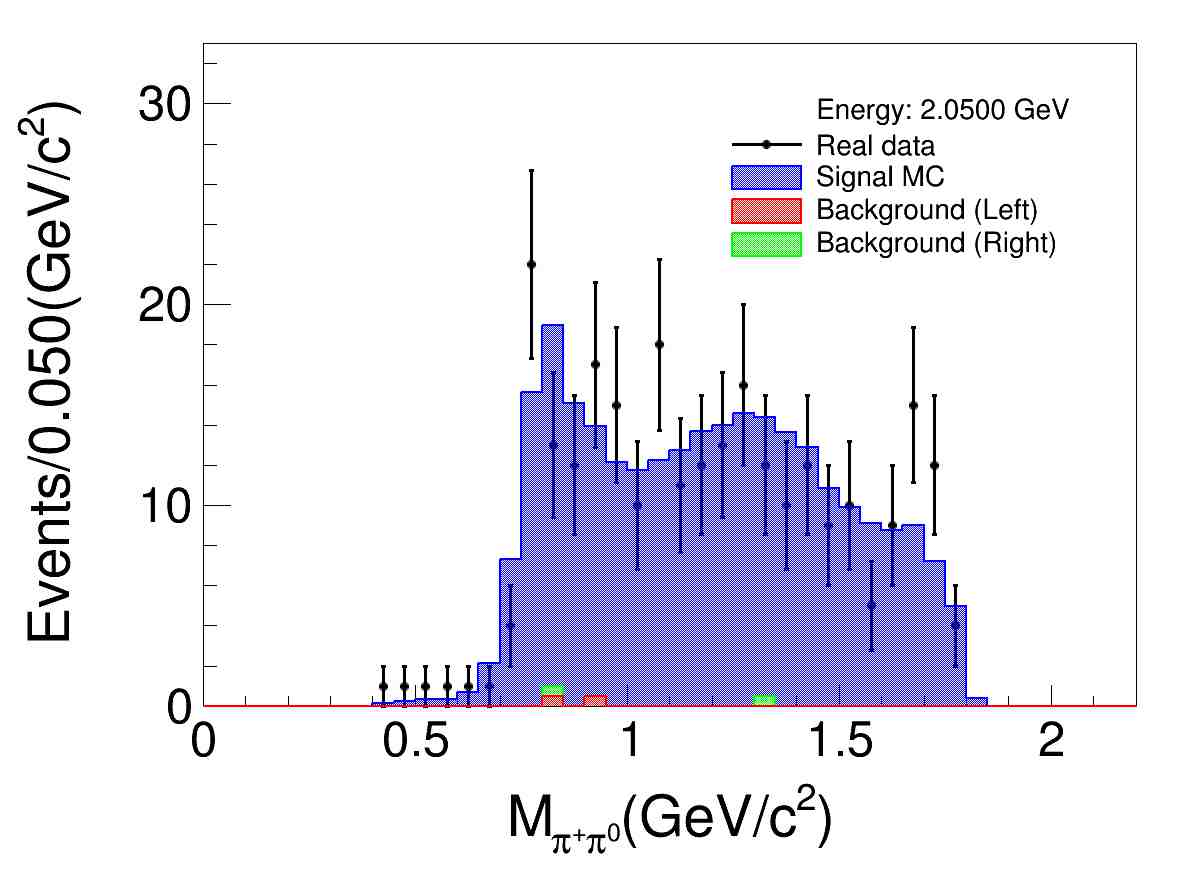 Events/0.050(GeV/c²)
30
20
10
0
Energy: 2.0500 GeV
Real data
Signal MC
Background (Left)
Background (Right)
0 0.5 1 1.5 2
M_π⁺π⁰(GeV/c²)